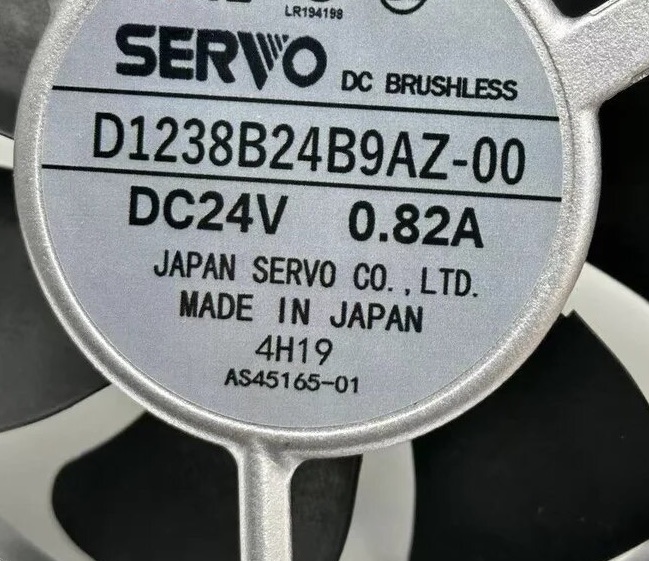 LR194198
SERVO DC BRUSHLESS
D1238B24B9AZ-00
DC24V 0.82A
JAPAN SERVO CO.,LTD.
MADE IN JAPAN
4H19
AS45165-01